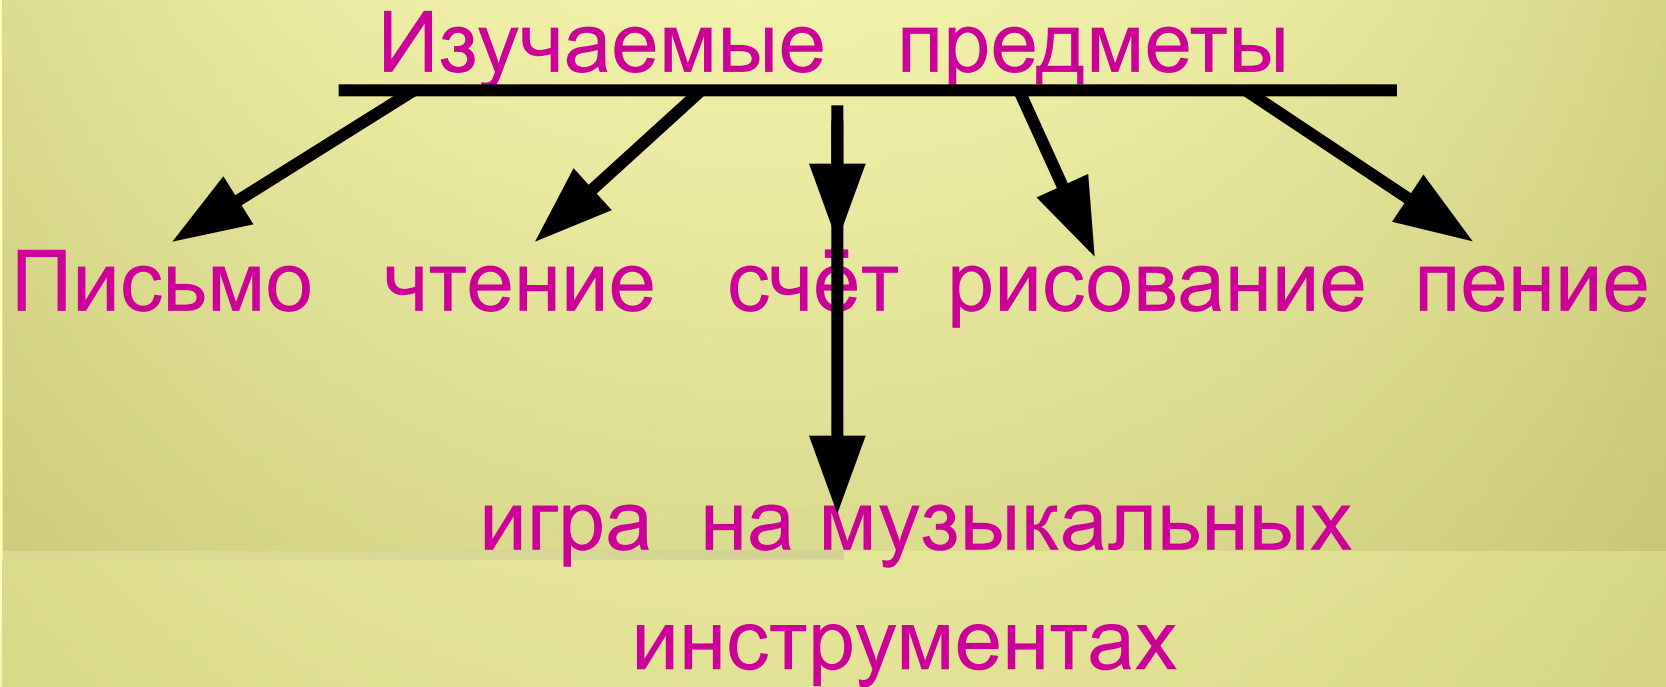 Изучаемые предметы
Письмо чтение счёт рисование пение
игра на музыкальных
инструментах